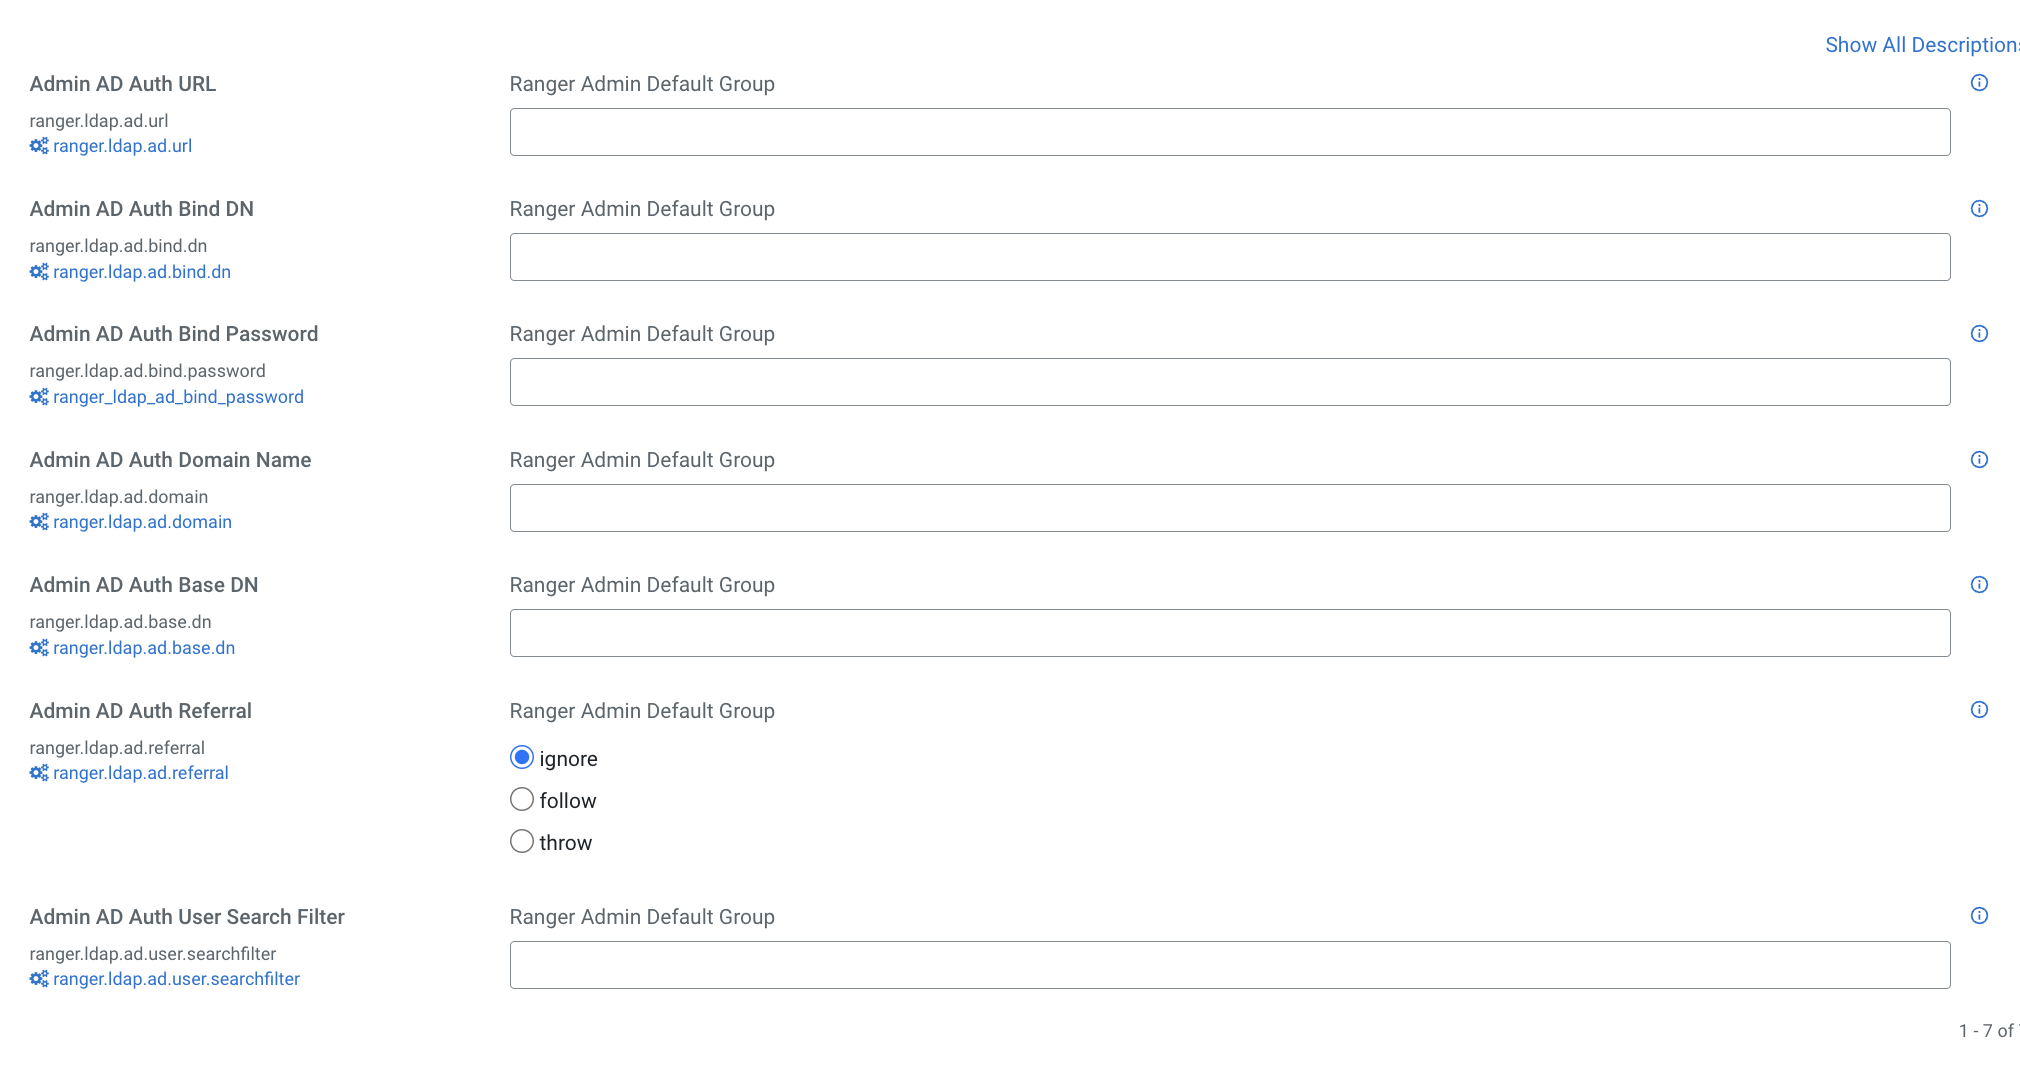 Show All Descriptions
Admin AD Auth URL
Ranger Admin Default Group
ranger.ldap.ad.url
ranger.ldap.ad.url
Admin AD Auth Bind DN
Ranger Admin Default Group
ranger.ldap.ad.bind.dn
ranger.ldap.ad.bind.dn
Admin AD Auth Bind Password
Ranger Admin Default Group
ranger.ldap.ad.bind.password
ranger_ldap_ad_bind_password
Admin AD Auth Domain Name
Ranger Admin Default Group
ranger.ldap.ad.domain
ranger.ldap.ad.domain
Admin AD Auth Base DN
Ranger Admin Default Group
ranger.ldap.ad.base.dn
ranger.ldap.ad.base.dn
Admin AD Auth Referral
Ranger Admin Default Group
ranger.ldap.ad.referral
ranger.ldap.ad.referral
ignore
follow
throw
Admin AD Auth User Search Filter
Ranger Admin Default Group
ranger.ldap.ad.user.searchfilter
ranger.ldap.ad.user.searchfilter
1 - 7 of